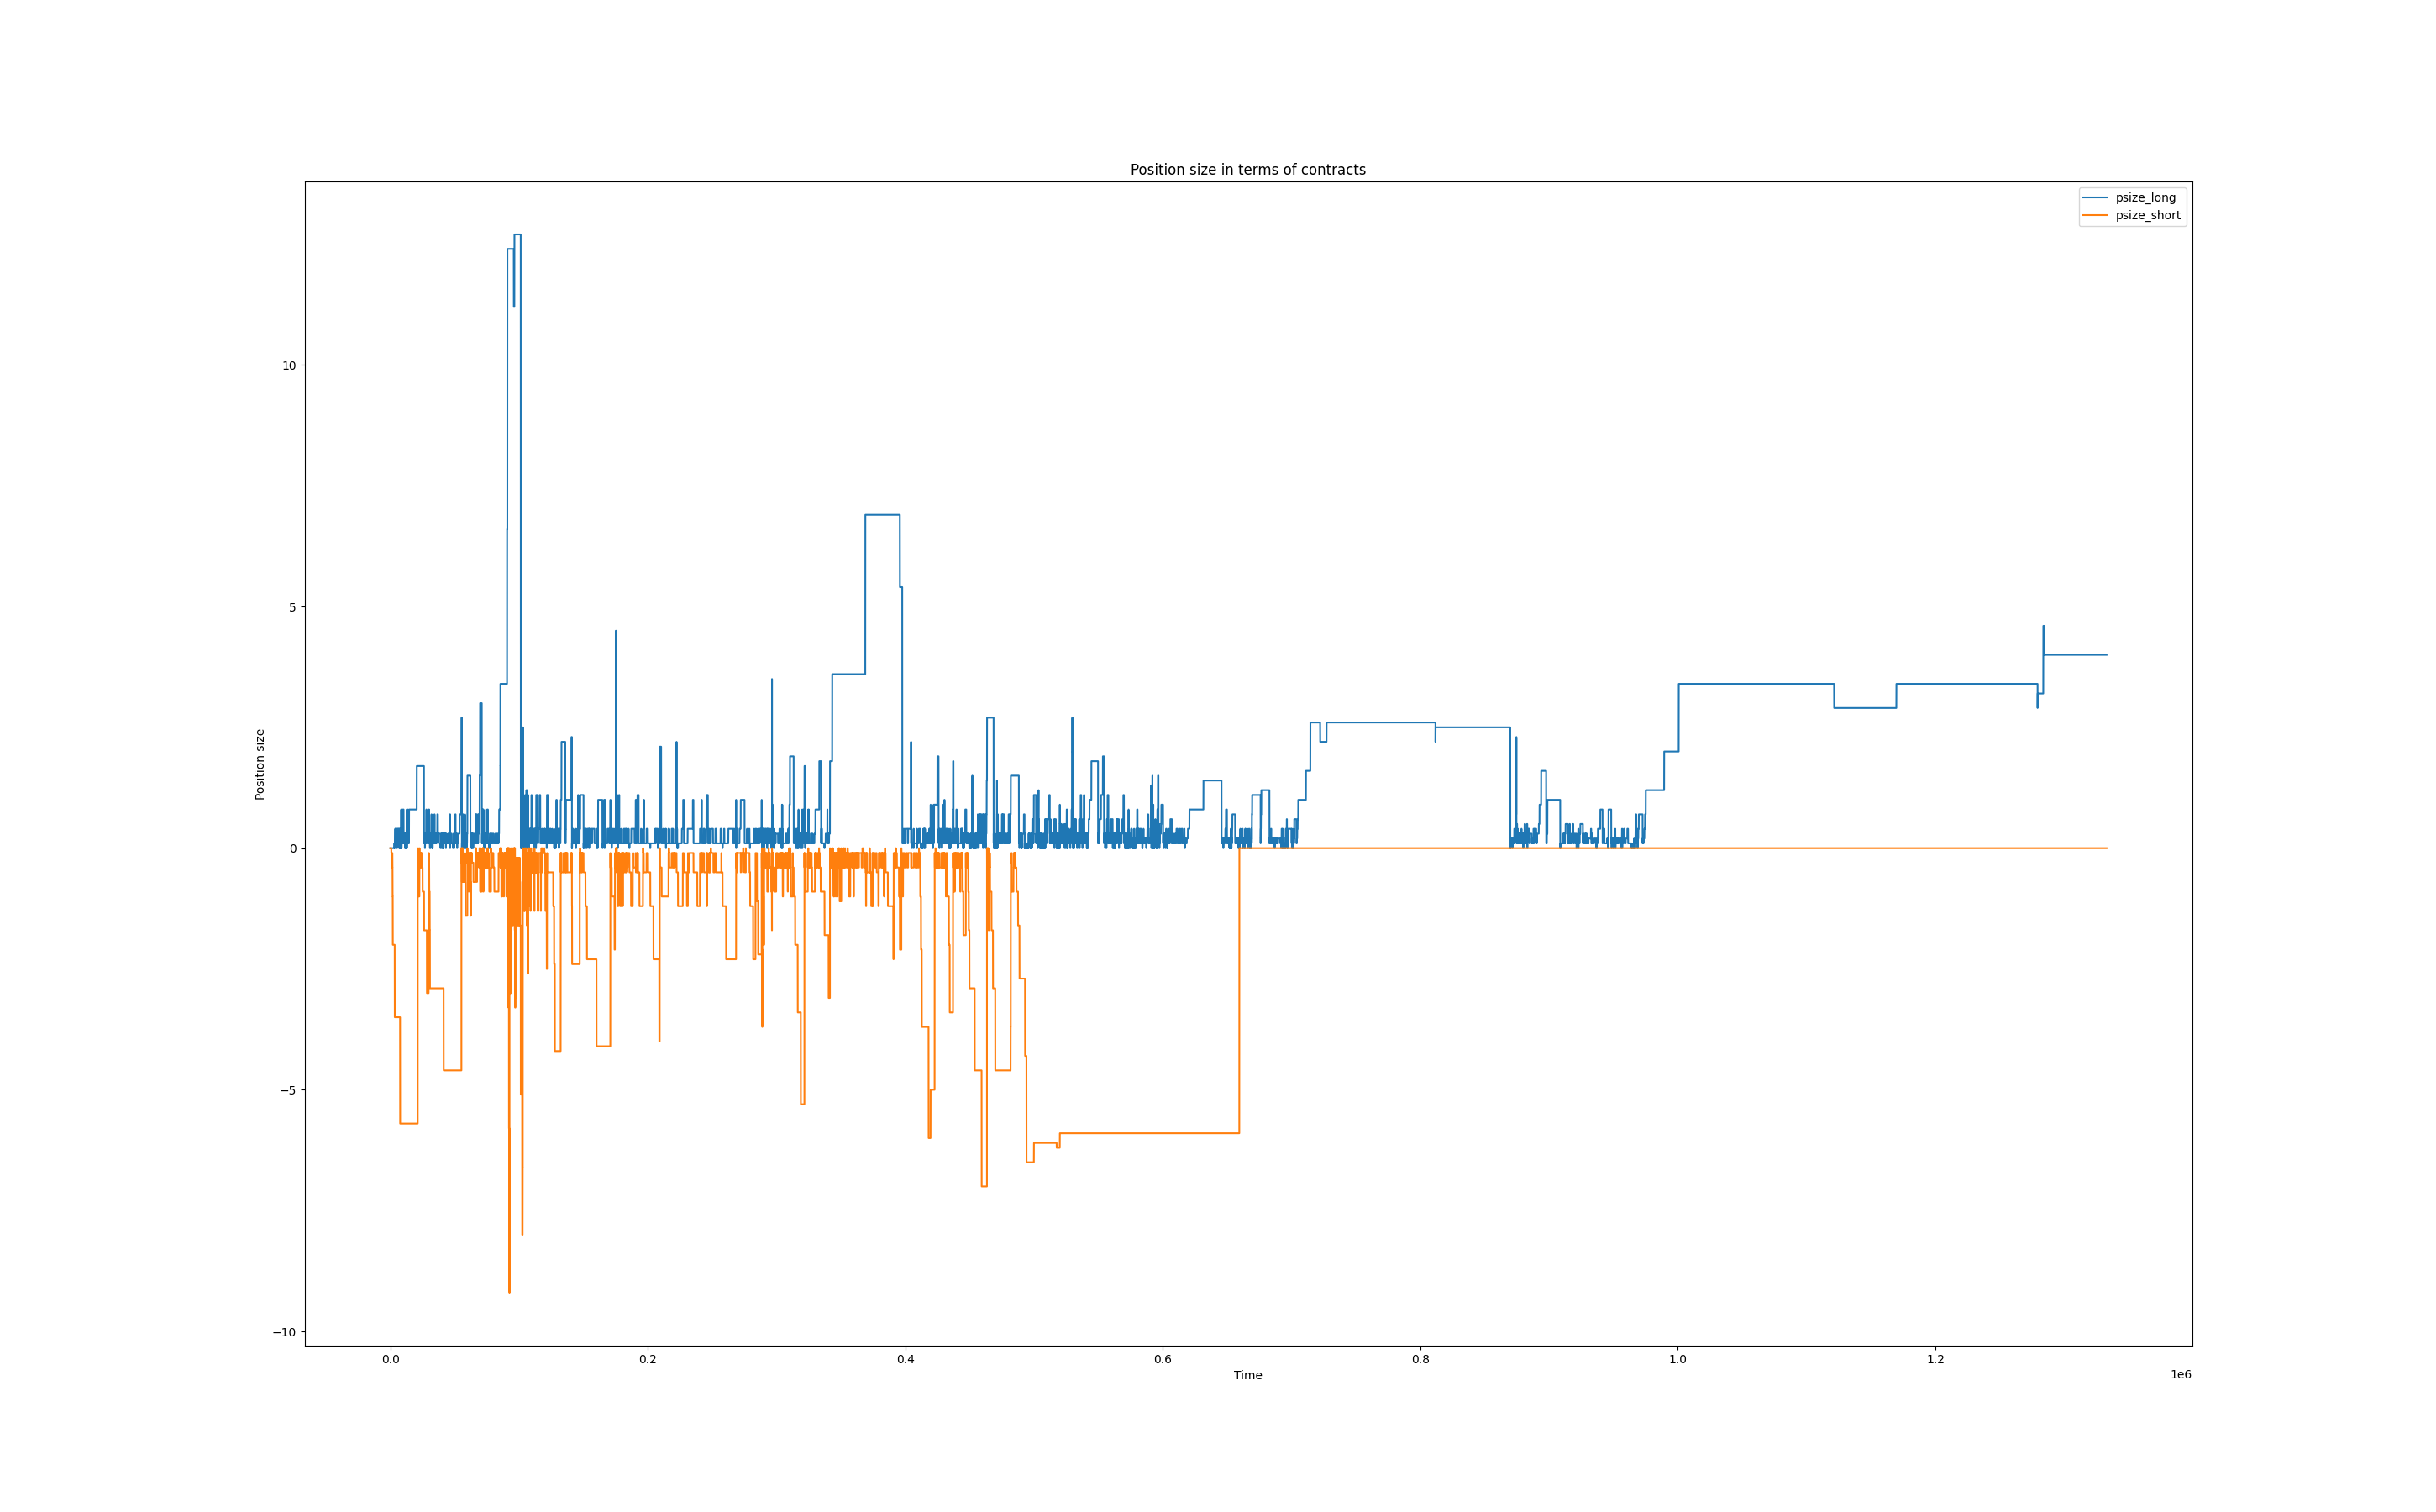 Position size in terms of contracts
psize_long
psize_short
10
5
0
−5
−10
Position size
0.0
0.2
0.4
0.6
0.8
1.0
1.2
1e6
Time